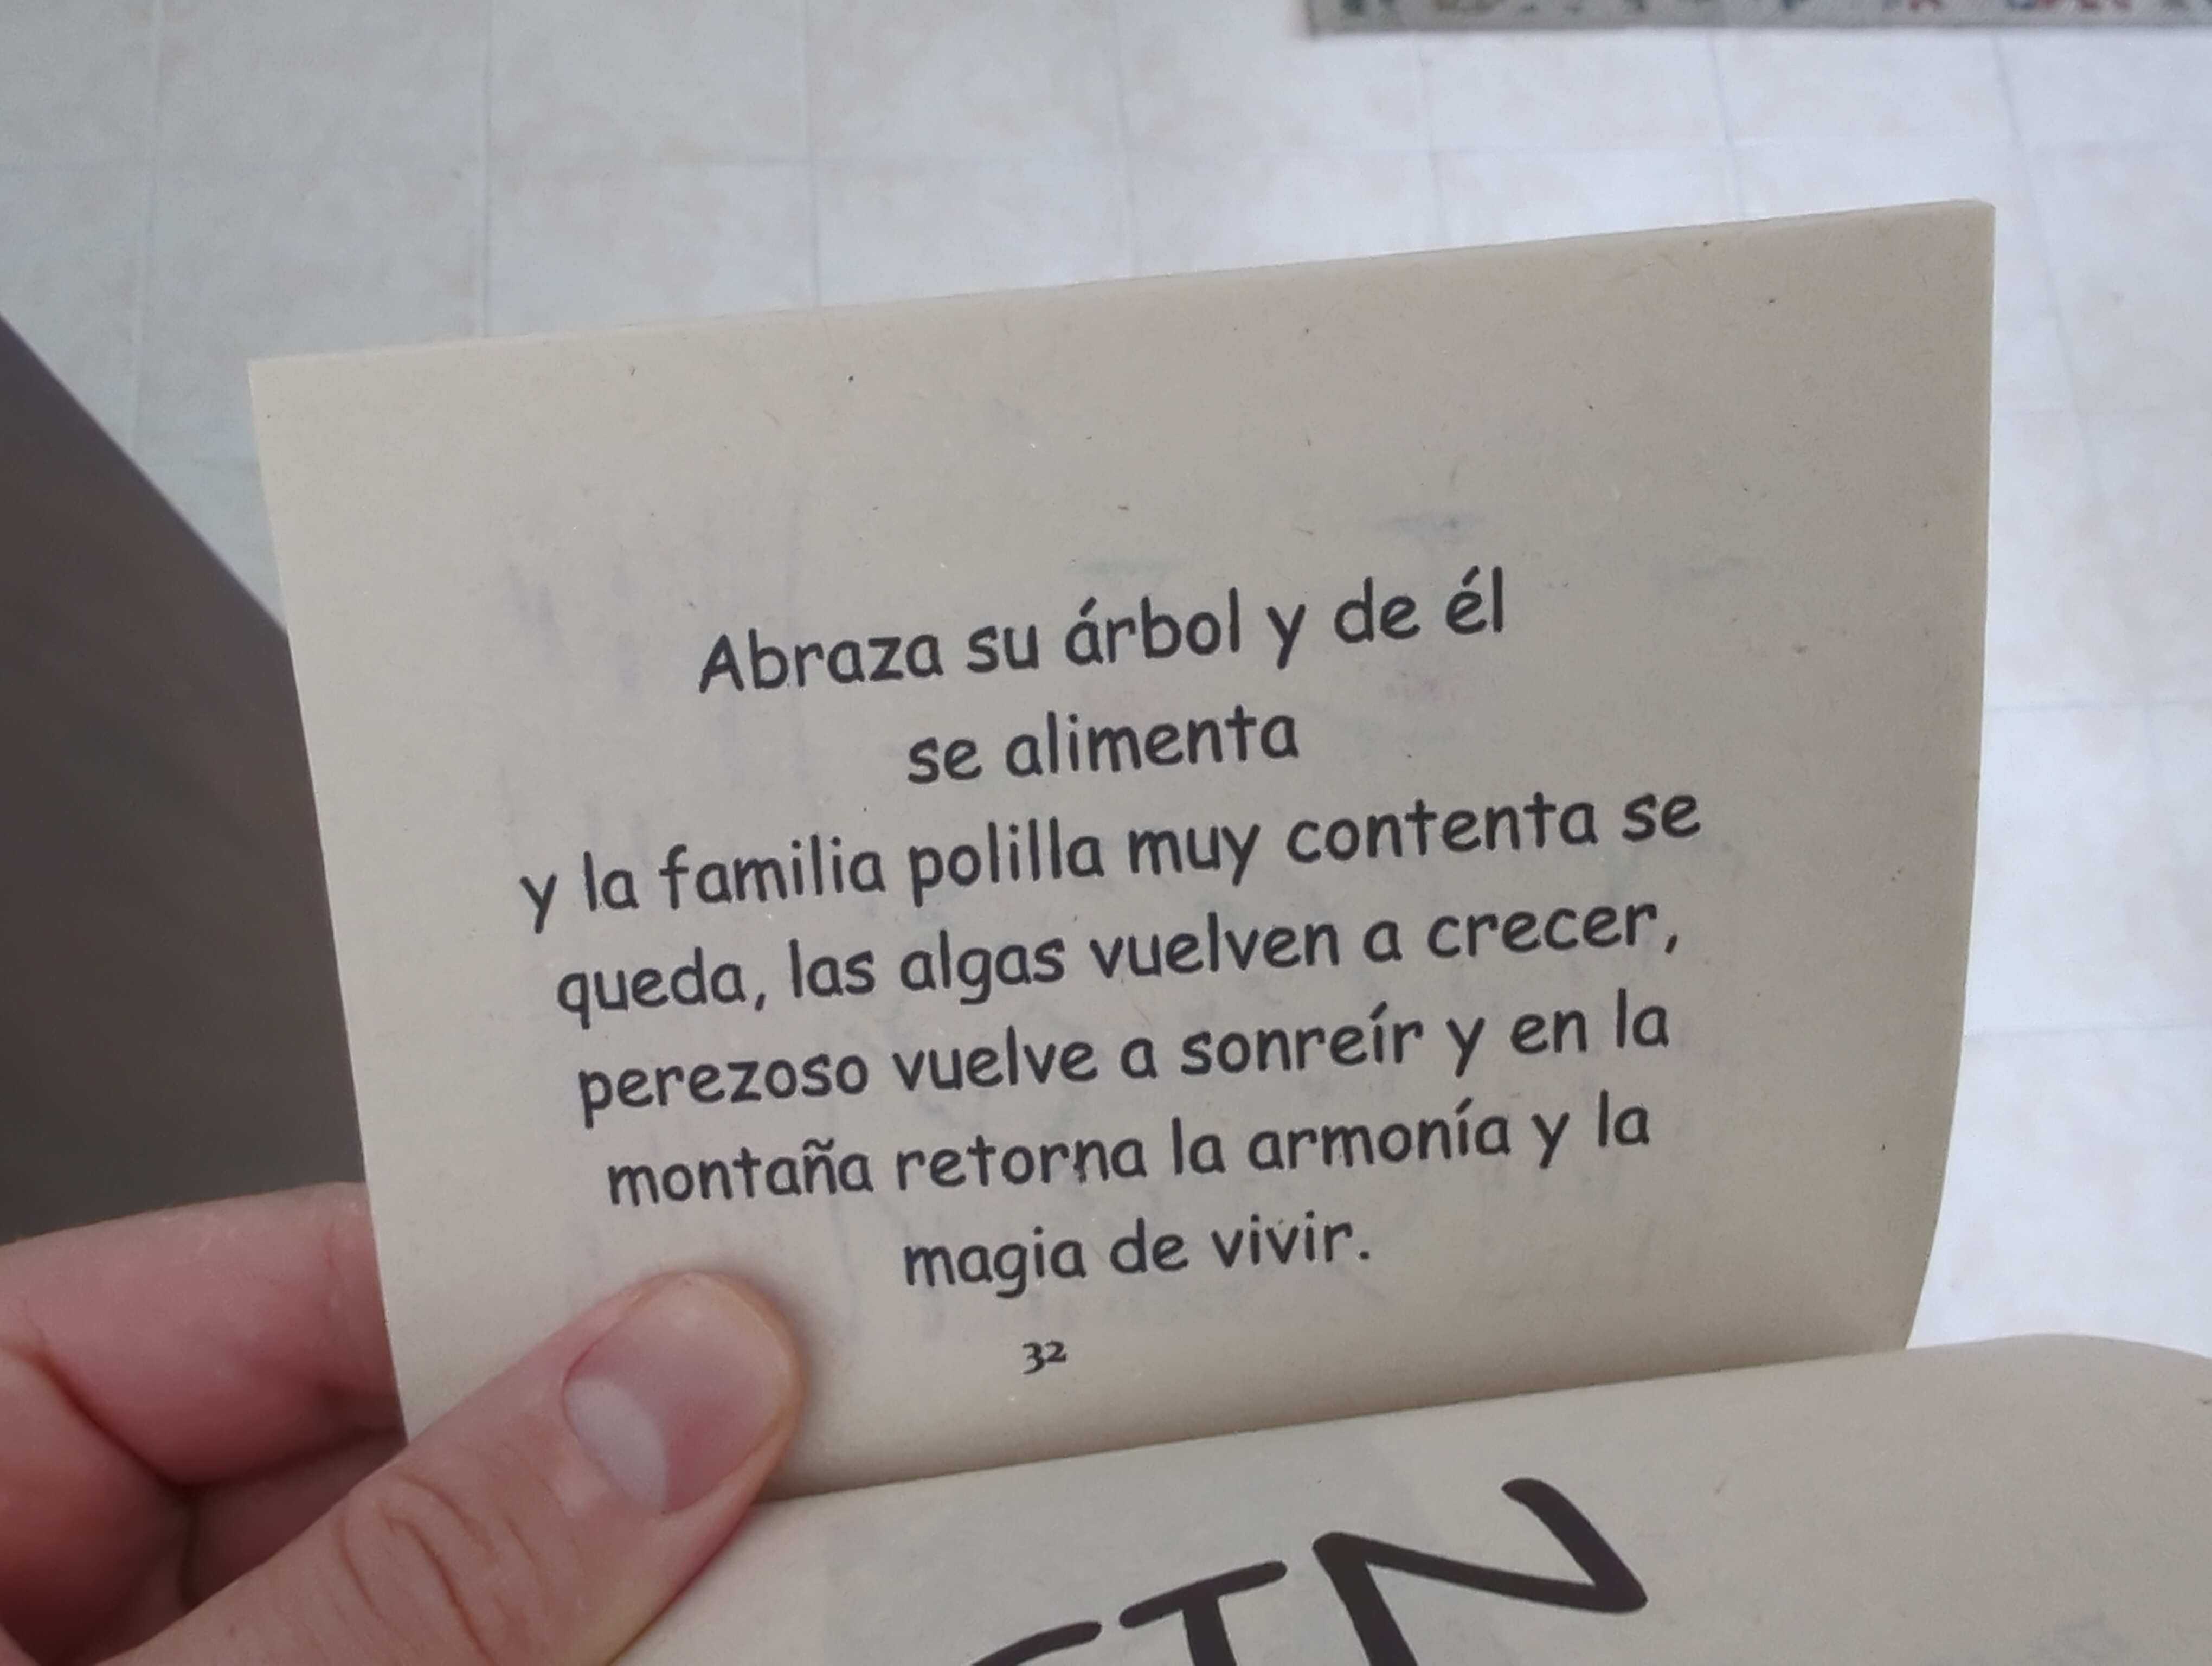 Abraza su árbol y de él
se alimenta
y la familia polilla muy contenta se
queda, las algas vuelven a crecer,
perezoso vuelve a sonreír y en la
montaña retorna la armonía y la
magia de vivir.
32
FIN